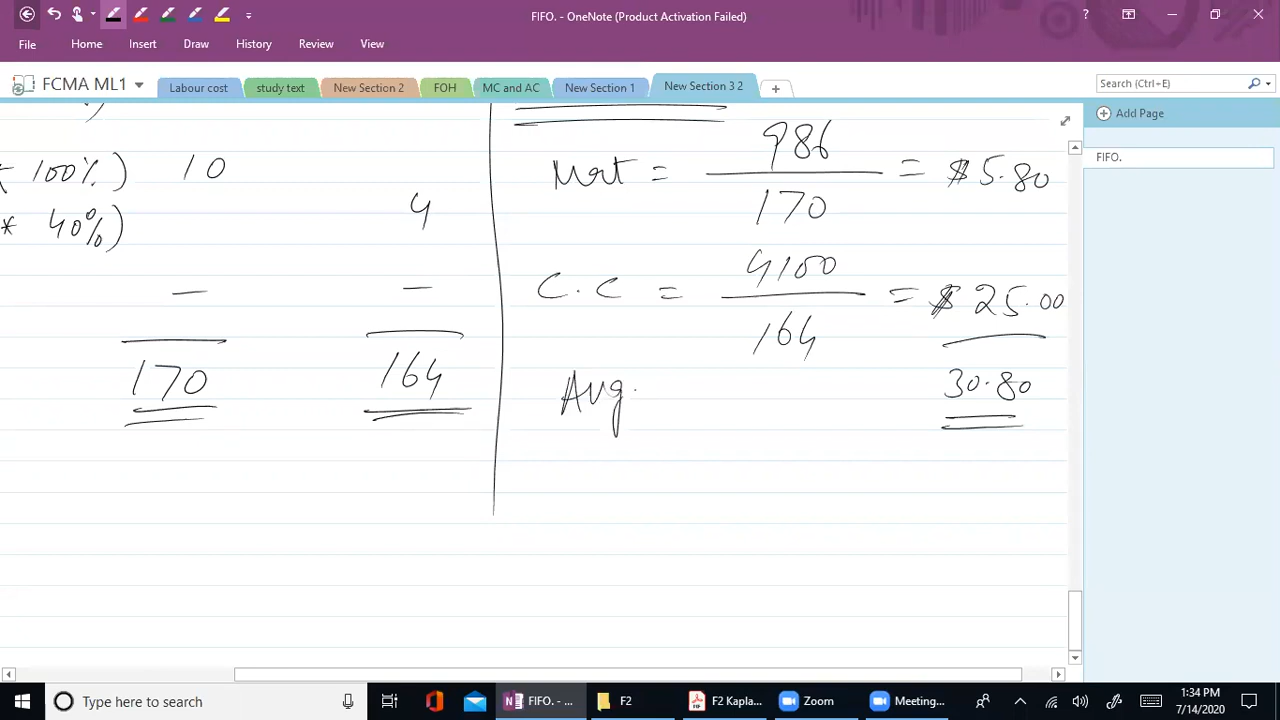 FIFO. - OneNote (Product Activation Failed)
?
File Home Insert Draw History Review View
FCMA ML1 Labour cost study text New Section 2 FOH MC and AC New Section 1 New Section 3 2
Search (Ctrl+E)
Add Page
FIFO.
* 100%) 10
* 40%) 4
- -
170 164
Mrt = 986 / 170 = $5.80
C.C = 4100 / 164 = $25.00
Avg. 30.80
Type here to search
FIFO. - ...
F2
F2 Kapla...
Zoom
Meeting...
1:34 PM
7/14/2020